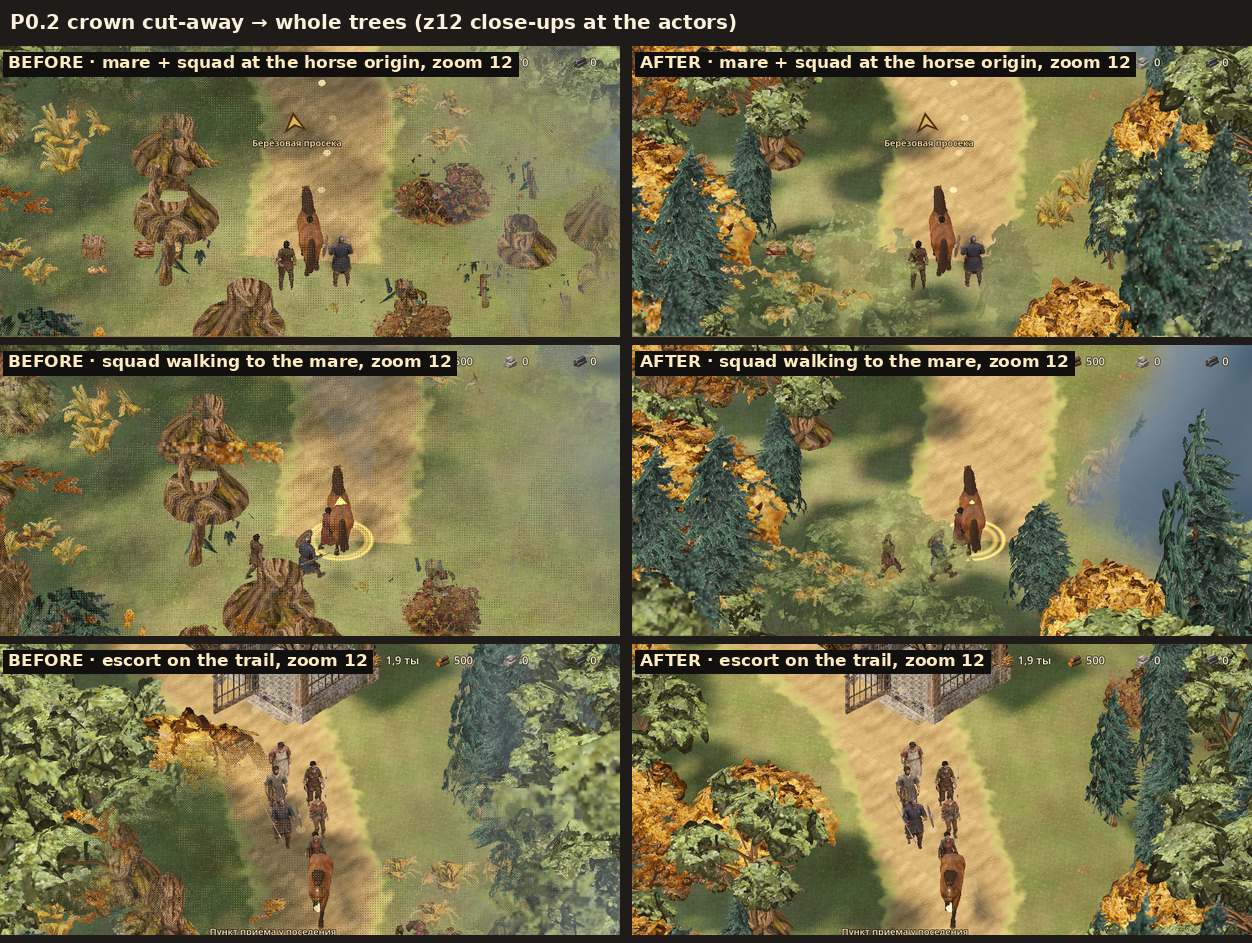 P0.2 crown cut-away → whole trees (z12 close-ups at the actors)
BEFORE · mare + squad at the horse origin, zoom 12
0
0
AFTER · mare + squad at the horse origin, zoom 12
0
0
Березовая просека
Березовая просека
BEFORE · squad walking to the mare, zoom 12
500
0
0
AFTER · squad walking to the mare, zoom 12
500
0
0
BEFORE · escort on the trail, zoom 12
1,9 ты
500
0
0
AFTER · escort on the trail, zoom 12
1,9 ты
500
0
0
Пункт приёма у поселения
Пункт приёма у поселения